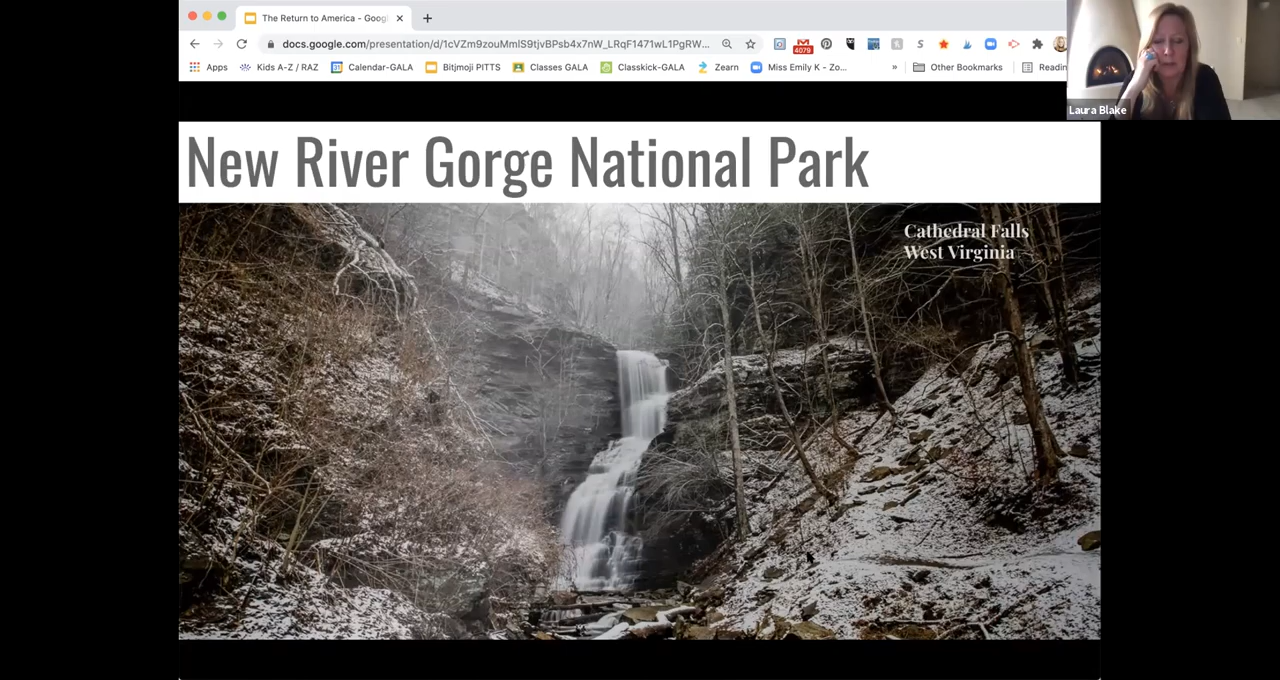 The Return to America - Goog
docs.google.com/presentation/d/1cVZm9zouMmlS9tjvBPsb4x7nW_LRqF1471wL1PgRW...
4079
S
Apps
Kids A-Z / RAZ
Calendar-GALA
Bitjmoji PITTS
Classes GALA
Classkick-GALA
Zearn
Miss Emily K - Zo...
»
Other Bookmarks
Readin
Laura Blake
New River Gorge National Park
Cathedral Falls
West Virginia